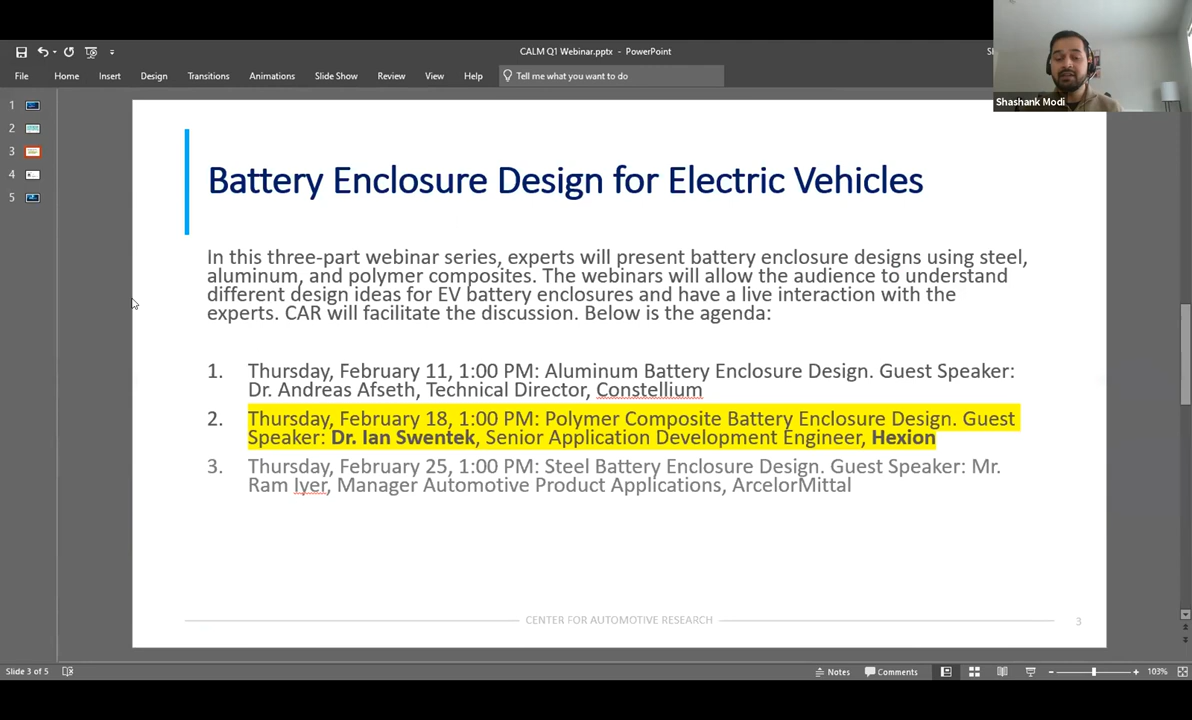 CALM Q1 Webinar.pptx - PowerPoint
File Home Insert Design Transitions Animations Slide Show Review View Help Tell me what you want to do
Shashank Modi
1
2
3
4
5
Battery Enclosure Design for Electric Vehicles
In this three-part webinar series, experts will present battery enclosure designs using steel,
aluminum, and polymer composites. The webinars will allow the audience to understand
different design ideas for EV battery enclosures and have a live interaction with the
experts. CAR will facilitate the discussion. Below is the agenda:
1. Thursday, February 11, 1:00 PM: Aluminum Battery Enclosure Design. Guest Speaker:
Dr. Andreas Afseth, Technical Director, Constellium
2. Thursday, February 18, 1:00 PM: Polymer Composite Battery Enclosure Design. Guest
Speaker: Dr. Ian Swentek, Senior Application Development Engineer, Hexion
3. Thursday, February 25, 1:00 PM: Steel Battery Enclosure Design. Guest Speaker: Mr.
Ram Iyer, Manager Automotive Product Applications, ArcelorMittal
CENTER FOR AUTOMOTIVE RESEARCH 3
Slide 3 of 5 Notes Comments 103%